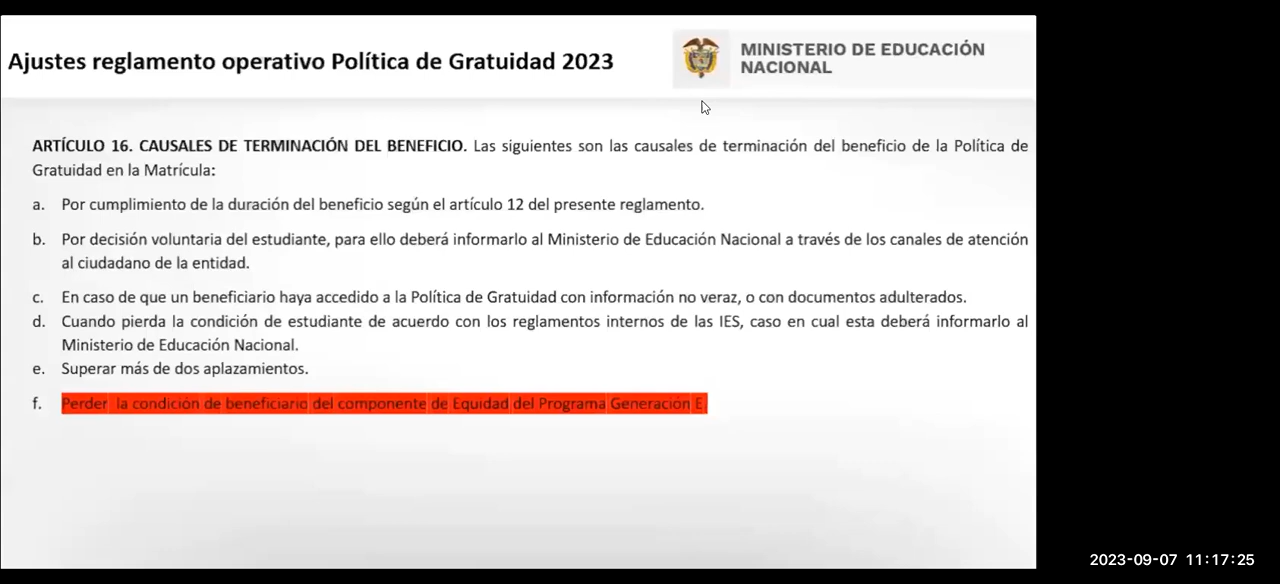 Ajustes reglamento operativo Política de Gratuidad 2023
MINISTERIO DE EDUCACIÓN
NACIONAL
ARTÍCULO 16. CAUSALES DE TERMINACIÓN DEL BENEFICIO. Las siguientes son las causales de terminación del beneficio de la Política de
Gratuidad en la Matrícula:
a. Por cumplimiento de la duración del beneficio según el artículo 12 del presente reglamento.
b. Por decisión voluntaria del estudiante, para ello deberá informarlo al Ministerio de Educación Nacional a través de los canales de atención
al ciudadano de la entidad.
c. En caso de que un beneficiario haya accedido a la Política de Gratuidad con información no veraz, o con documentos adulterados.
d. Cuando pierda la condición de estudiante de acuerdo con los reglamentos internos de las IES, caso en cual esta deberá informarlo al
Ministerio de Educación Nacional.
e. Superar más de dos aplazamientos.
f. Perder la condición de beneficiario del componente de Equidad del Programa Generación E.
2023-09-07 11:17:25